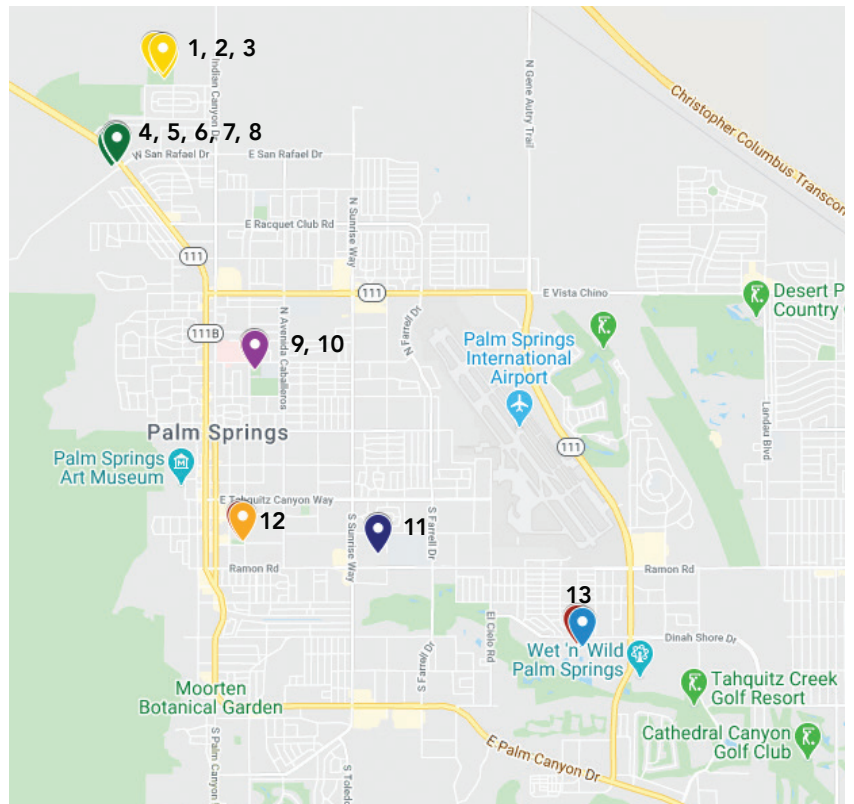 1, 2, 3
Indian Canyon Dr
N Gene Autry Trail
Christopher Columbus Transcon
4, 5, 6, 7, 8
W San Rafael Dr
E San Rafael Dr
N Sunrise Way
E Racquet Club Rd
111
111
E Vista Chino
Desert P
Country
111B
N Avenida Caballeros
9, 10
N Farrell Dr
Palm Springs
International
Airport
Landau Blvd
Palm Springs
111
Palm Springs
Art Museum
E Tahquitz Canyon Way
12
11
S Sunrise Way
S Farrell Dr
Ramon Rd
Ramon Rd
13
El Cielo Rd
Dinah Shore Dr
Wet 'n' Wild
Palm Springs
S Farrell Dr
Moorten
Botanical Garden
Tahquitz Creek
Golf Resort
S Palm Canyon
Cathedral Canyon
Golf Club
E Palm Canyon Dr
S Toled